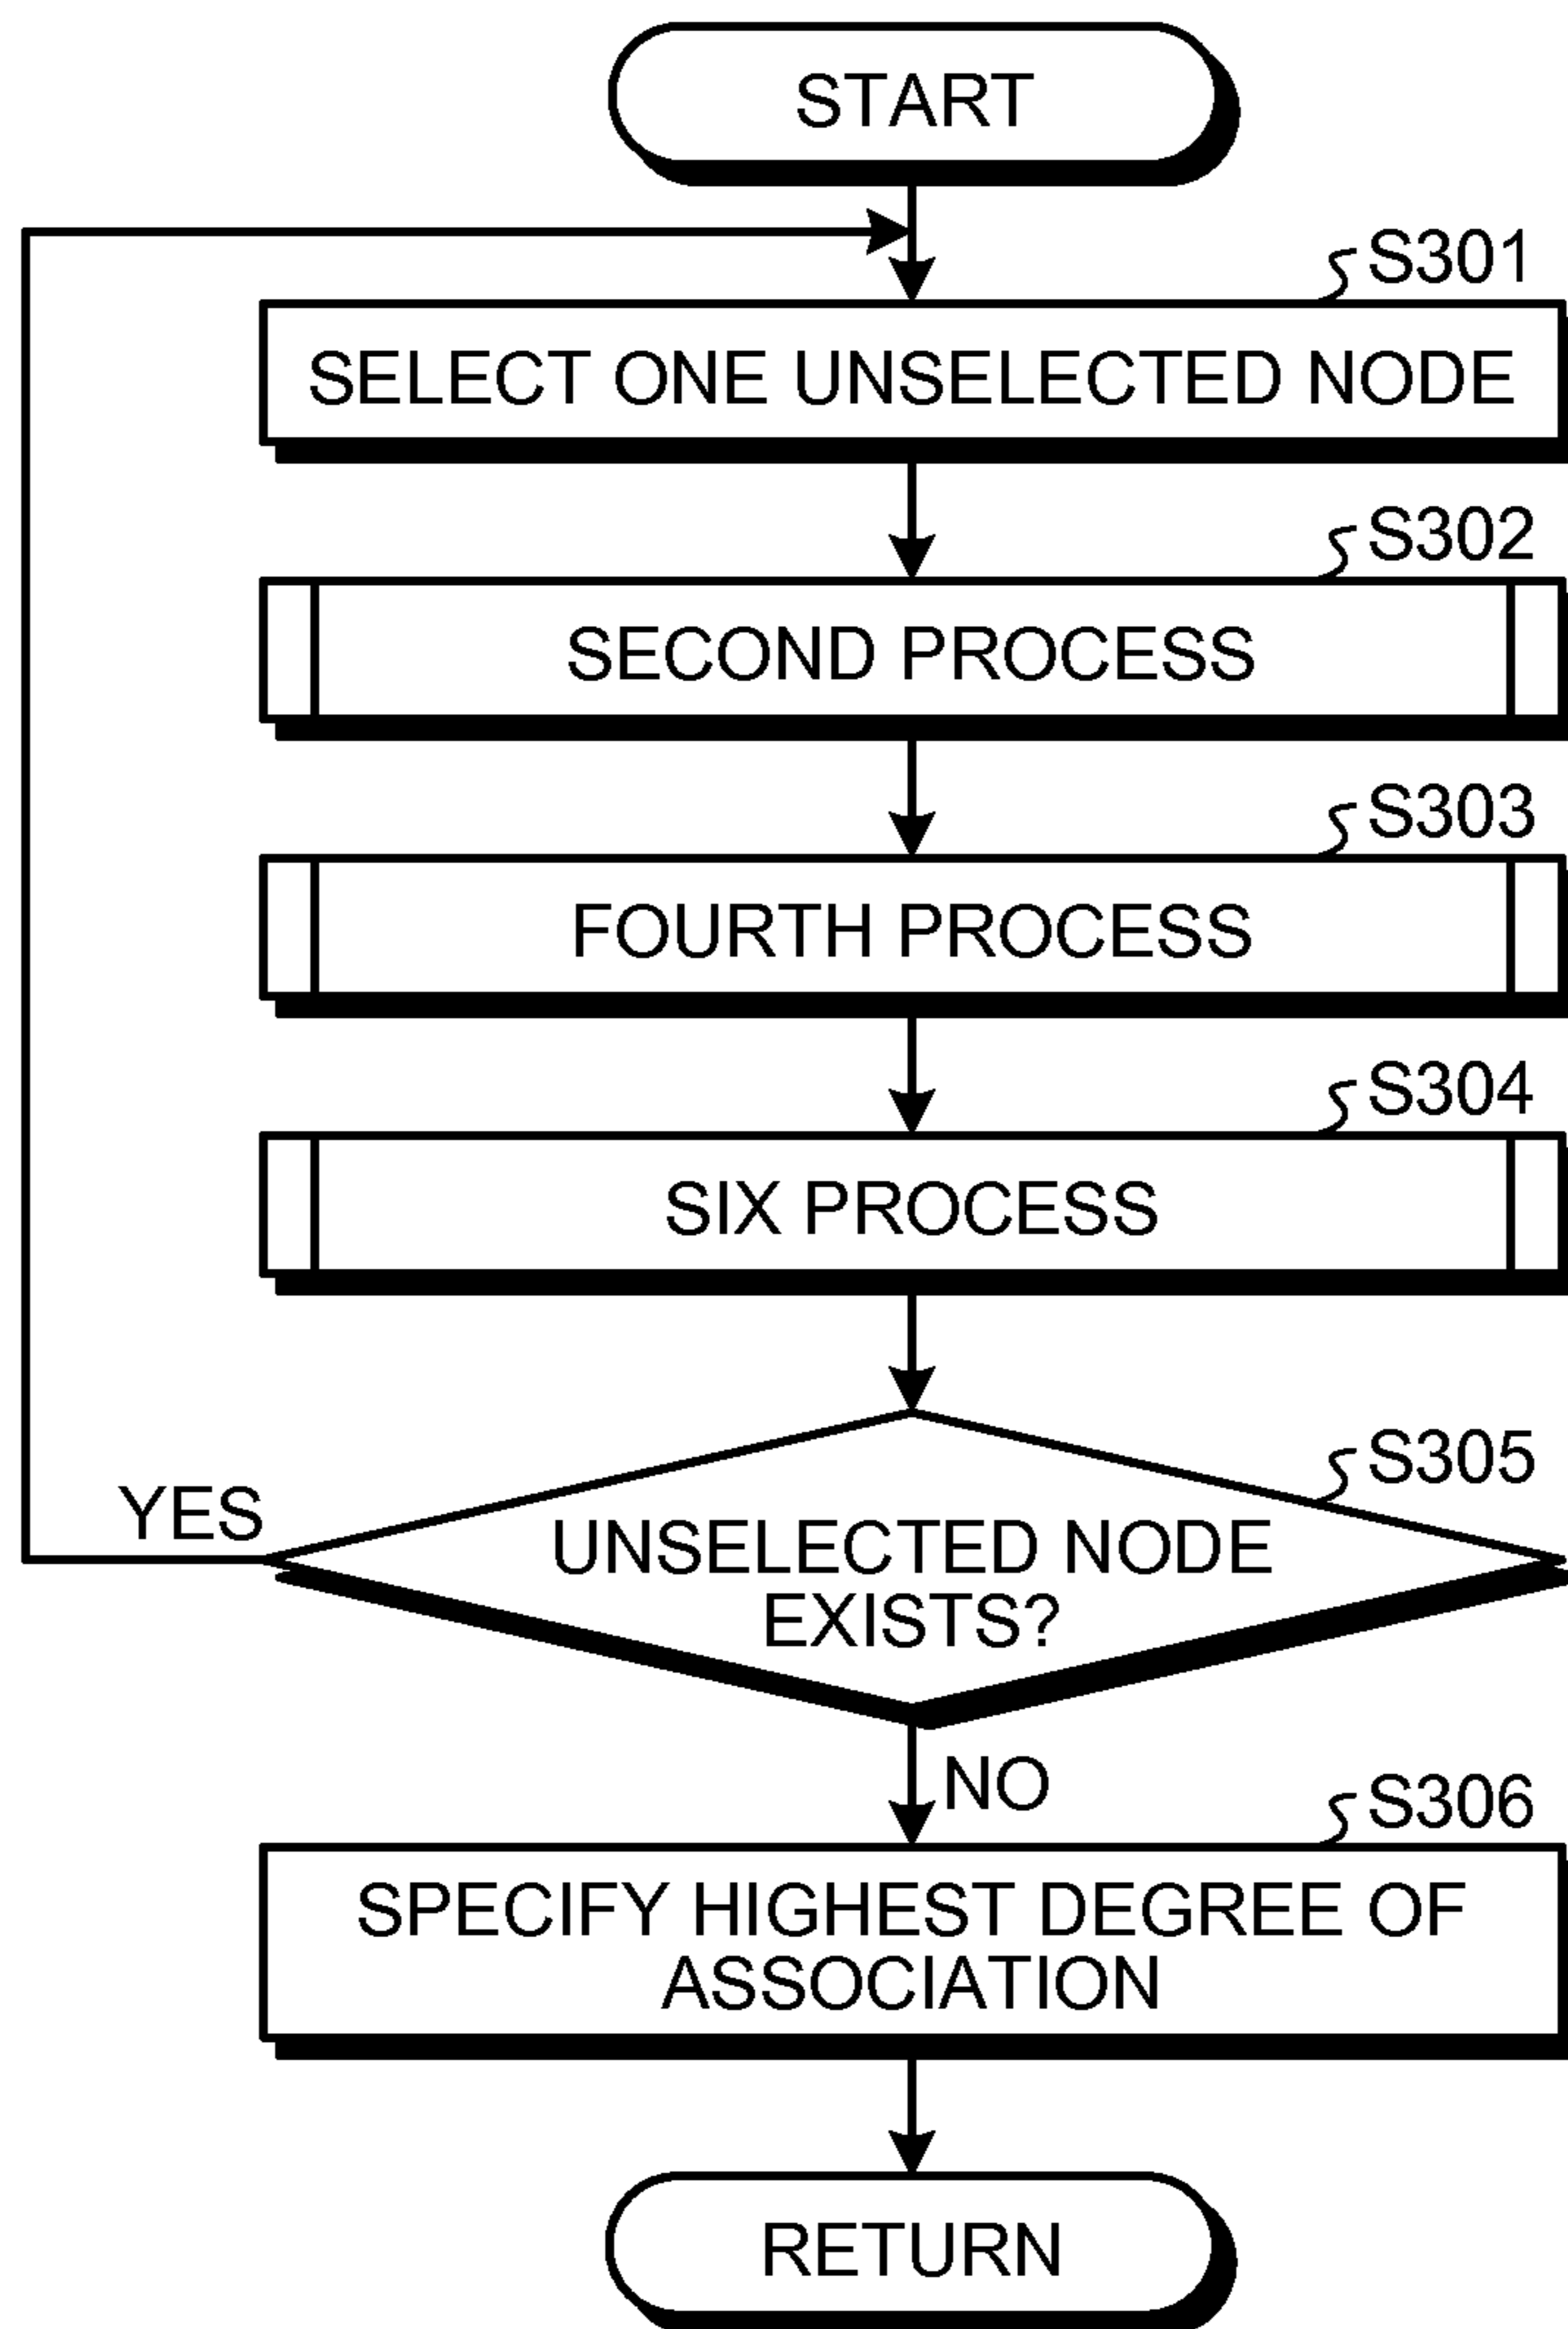 START
S301
SELECT ONE UNSELECTED NODE
S302
SECOND PROCESS
S303
FOURTH PROCESS
S304
SIX PROCESS
S305
YES
UNSELECTED NODE
EXISTS?
NO
S306
SPECIFY HIGHEST DEGREE OF
ASSOCIATION
RETURN